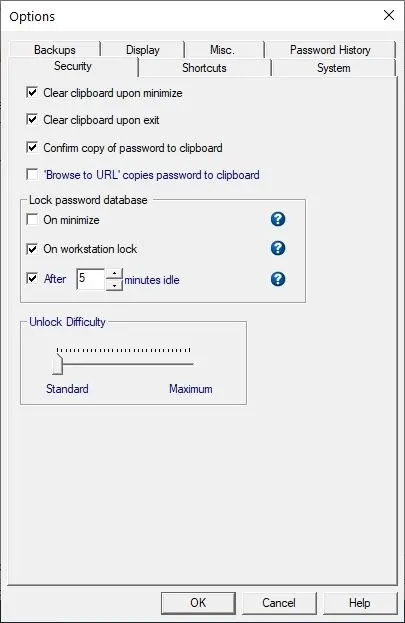 Options
Backups Display Misc. Password History
Security Shortcuts System
Clear clipboard upon minimize
Clear clipboard upon exit
Confirm copy of password to clipboard
'Browse to URL' copies password to clipboard
Lock password database
On minimize ?
On workstation lock ?
After 5 minutes idle ?
Unlock Difficulty
Standard Maximum
OK Cancel Help